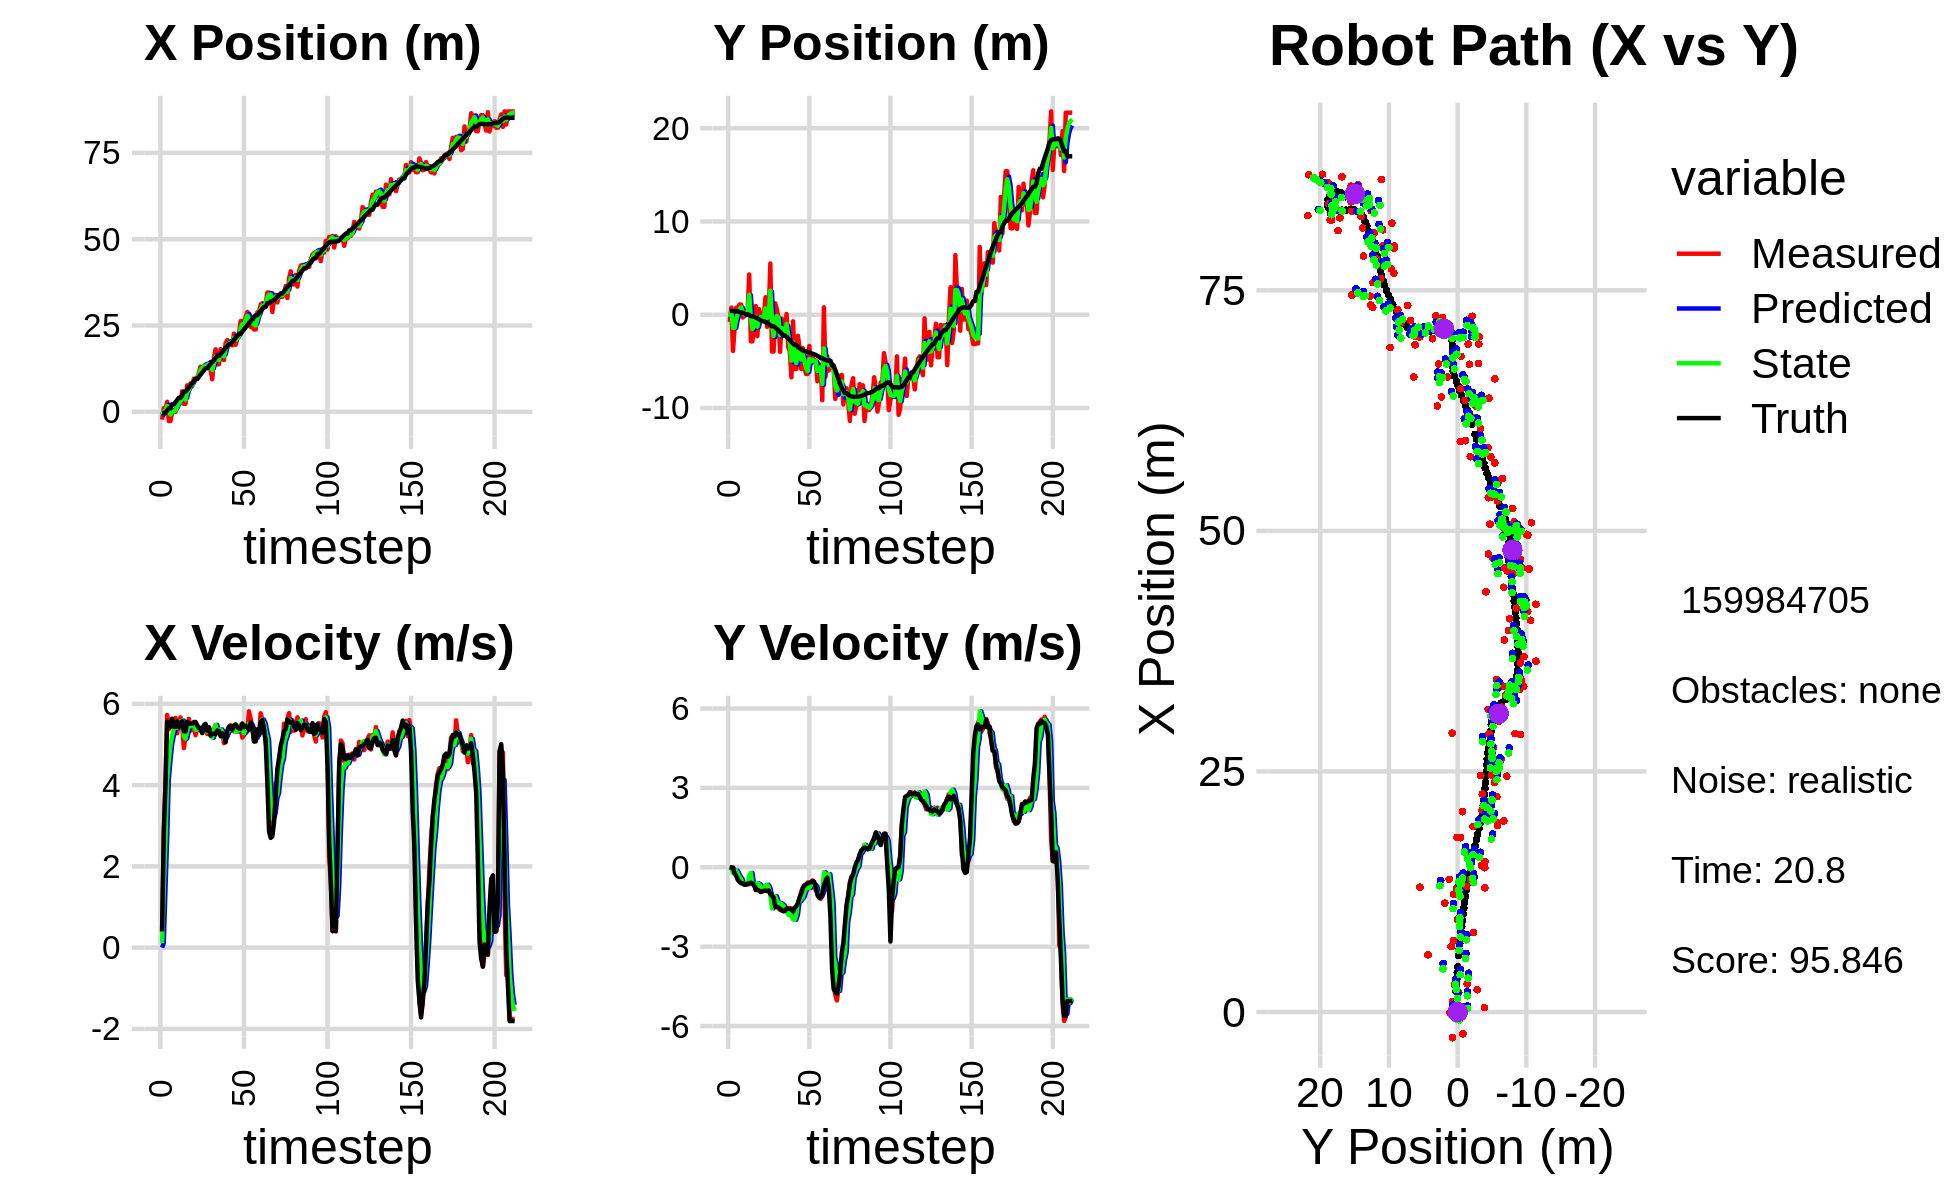 X Position (m)
75
50
25
0
0
50
100
150
200
timestep
Y Position (m)
20
10
0
-10
0
50
100
150
200
timestep
X Velocity (m/s)
6
4
2
0
-2
0
50
100
150
200
timestep
Y Velocity (m/s)
6
3
0
-3
-6
0
50
100
150
200
timestep
Robot Path (X vs Y)
X Position (m)
75
50
25
0
20 10 0 -10 -20
Y Position (m)
variable
Measured
Predicted
State
Truth
159984705
Obstacles: none
Noise: realistic
Time: 20.8
Score: 95.846